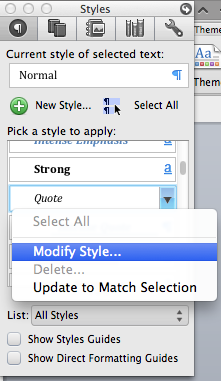 Styles
Current style of selected text:
Normal
New Style...
Select All
Pick a style to apply:
Intense Emphasis a
Strong a
Quote
Select All
Modify Style...
Delete...
Update to Match Selection
List: All Styles
Show Styles Guides
Show Direct Formatting Guides
Theme
Aa
Theme